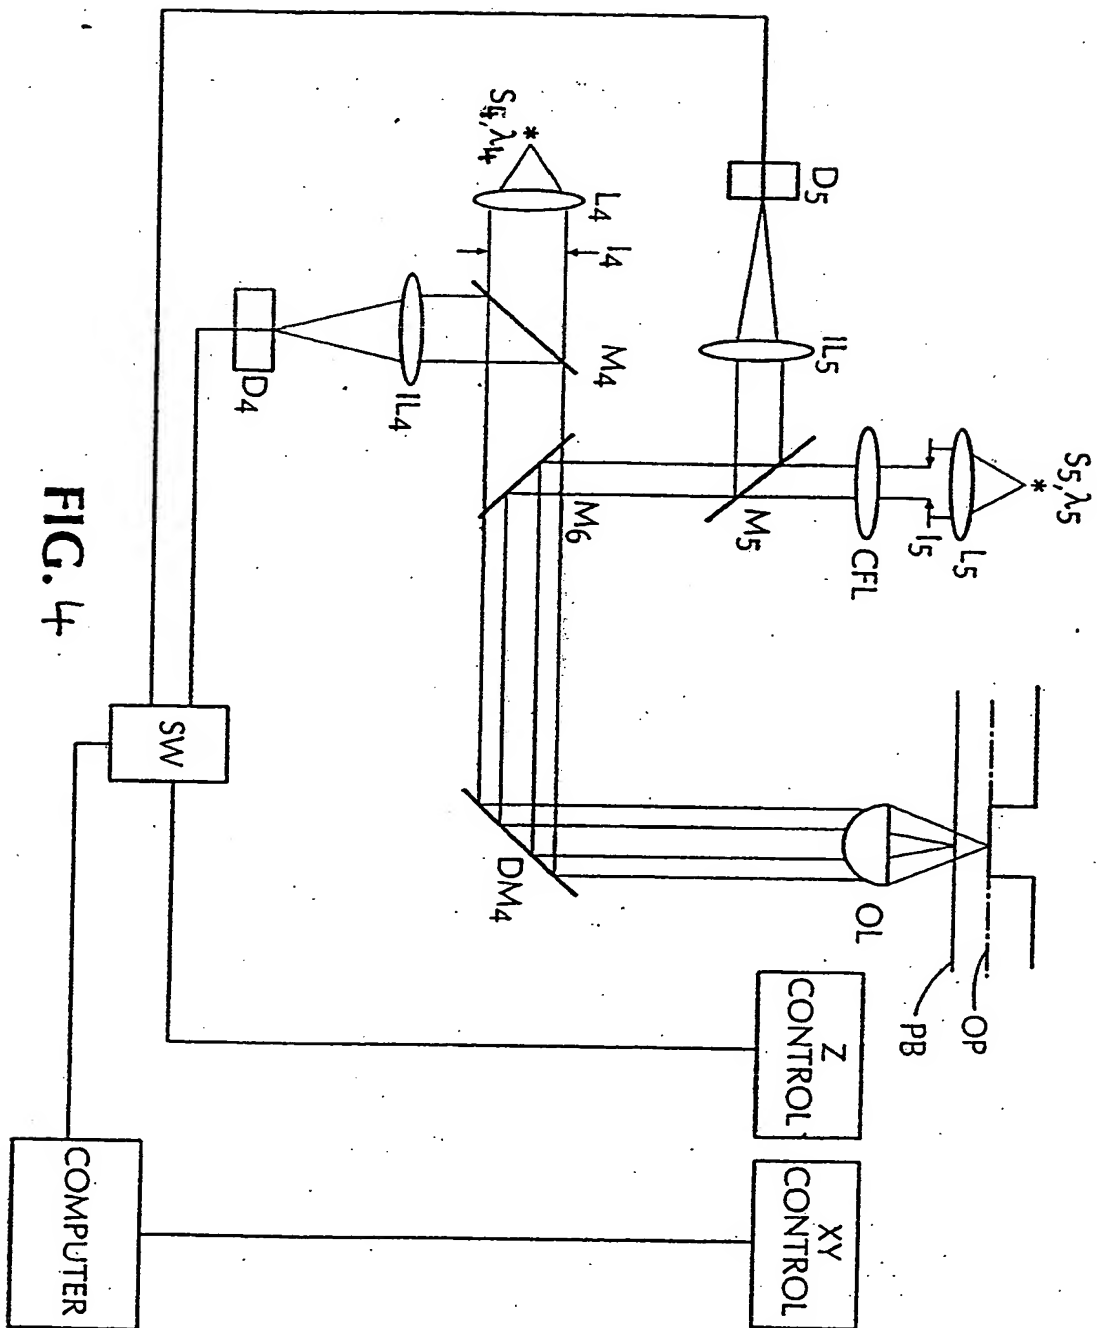 S₅,λ₅
L₅
I₅
CFL
M₅
IL₅
D₅
λ₄
L₄
I₄
M₄
IL₄
D₄
M₆
DM₄
OL
OP
PB
Z
CONTROL
XY
CONTROL
SW
COMPUTER
FIG. 4